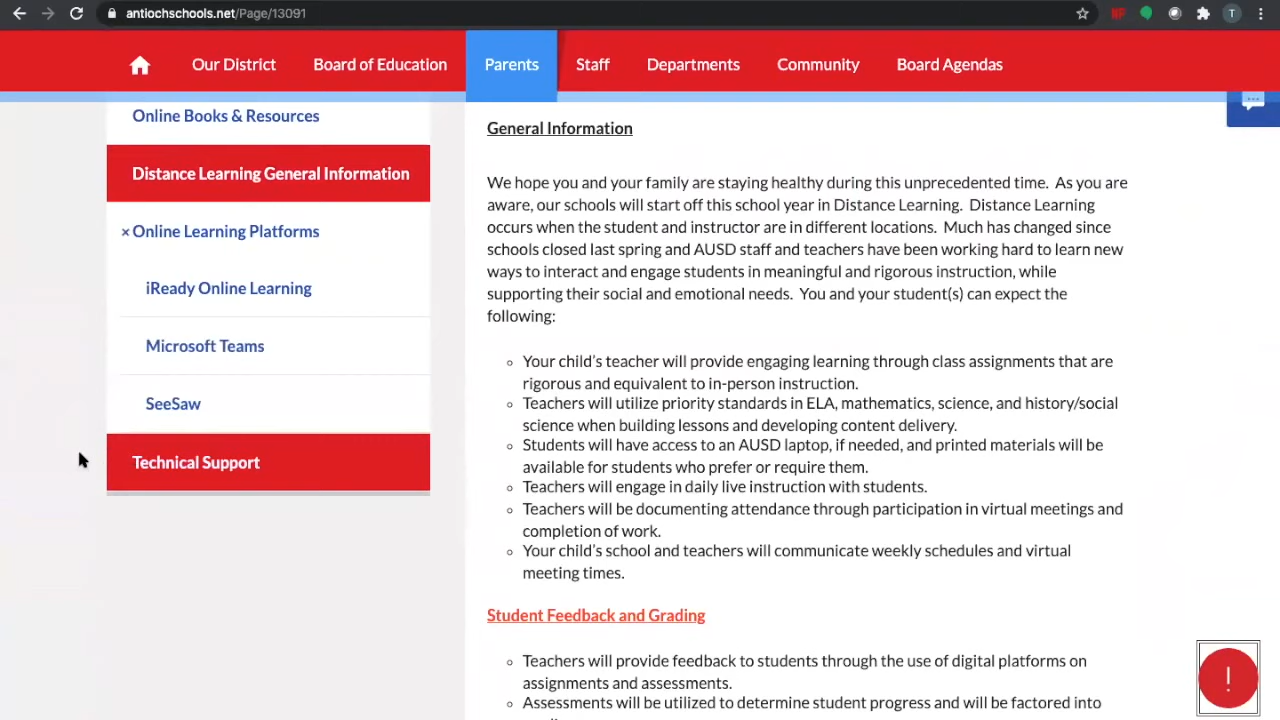 antiochschools.net/Page/13091
T
Our District
Board of Education
Parents
Staff
Departments
Community
Board Agendas
Online Books & Resources
Distance Learning General Information
× Online Learning Platforms
iReady Online Learning
Microsoft Teams
SeeSaw
Technical Support
General Information
We hope you and your family are staying healthy during this unprecedented time. As you are
aware, our schools will start off this school year in Distance Learning. Distance Learning
occurs when the student and instructor are in different locations. Much has changed since
schools closed last spring and AUSD staff and teachers have been working hard to learn new
ways to interact and engage students in meaningful and rigorous instruction, while
supporting their social and emotional needs. You and your student(s) can expect the
following:
Your child's teacher will provide engaging learning through class assignments that are
rigorous and equivalent to in-person instruction.
Teachers will utilize priority standards in ELA, mathematics, science, and history/social
science when building lessons and developing content delivery.
Students will have access to an AUSD laptop, if needed, and printed materials will be
available for students who prefer or require them.
Teachers will engage in daily live instruction with students.
Teachers will be documenting attendance through participation in virtual meetings and
completion of work.
Your child's school and teachers will communicate weekly schedules and virtual
meeting times.
Student Feedback and Grading
Teachers will provide feedback to students through the use of digital platforms on
assignments and assessments.
Assessments will be utilized to determine student progress and will be factored into
!